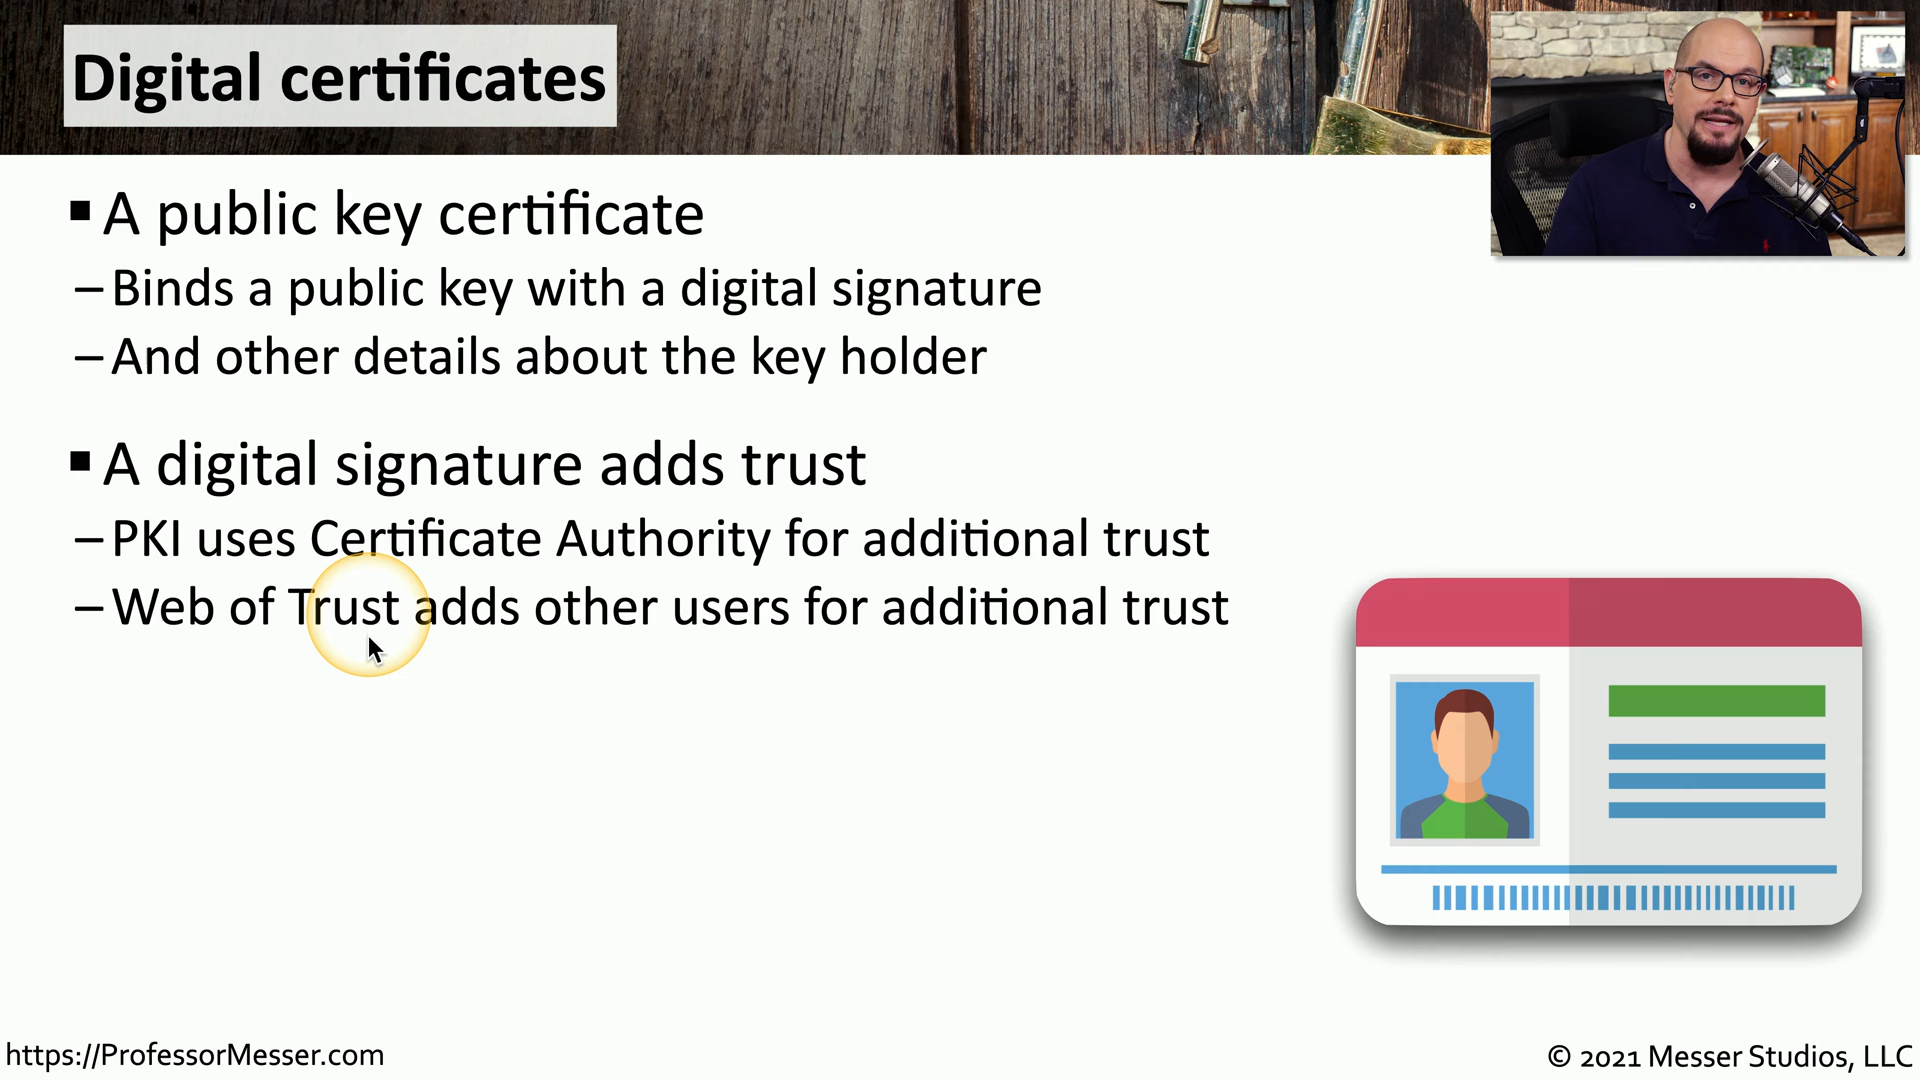 Digital certificates
▪ A public key certificate
– Binds a public key with a digital signature
– And other details about the key holder
▪ A digital signature adds trust
– PKI uses Certificate Authority for additional trust
– Web of Trust adds other users for additional trust
https://ProfessorMesser.com
© 2021 Messer Studios, LLC